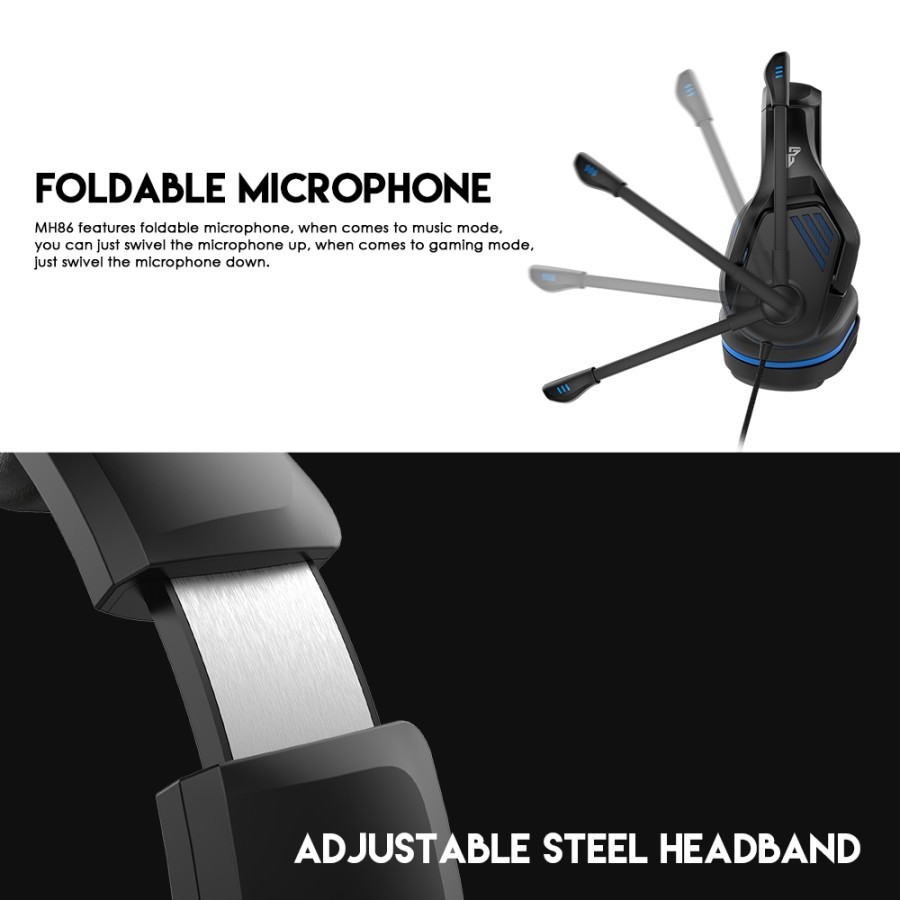 FOLDABLE MICROPHONE
MH86 features foldable microphone, when comes to music mode,
you can just swivel the microphone up, when comes to gaming mode,
just swivel the microphone down.
ADJUSTABLE STEEL HEADBAND